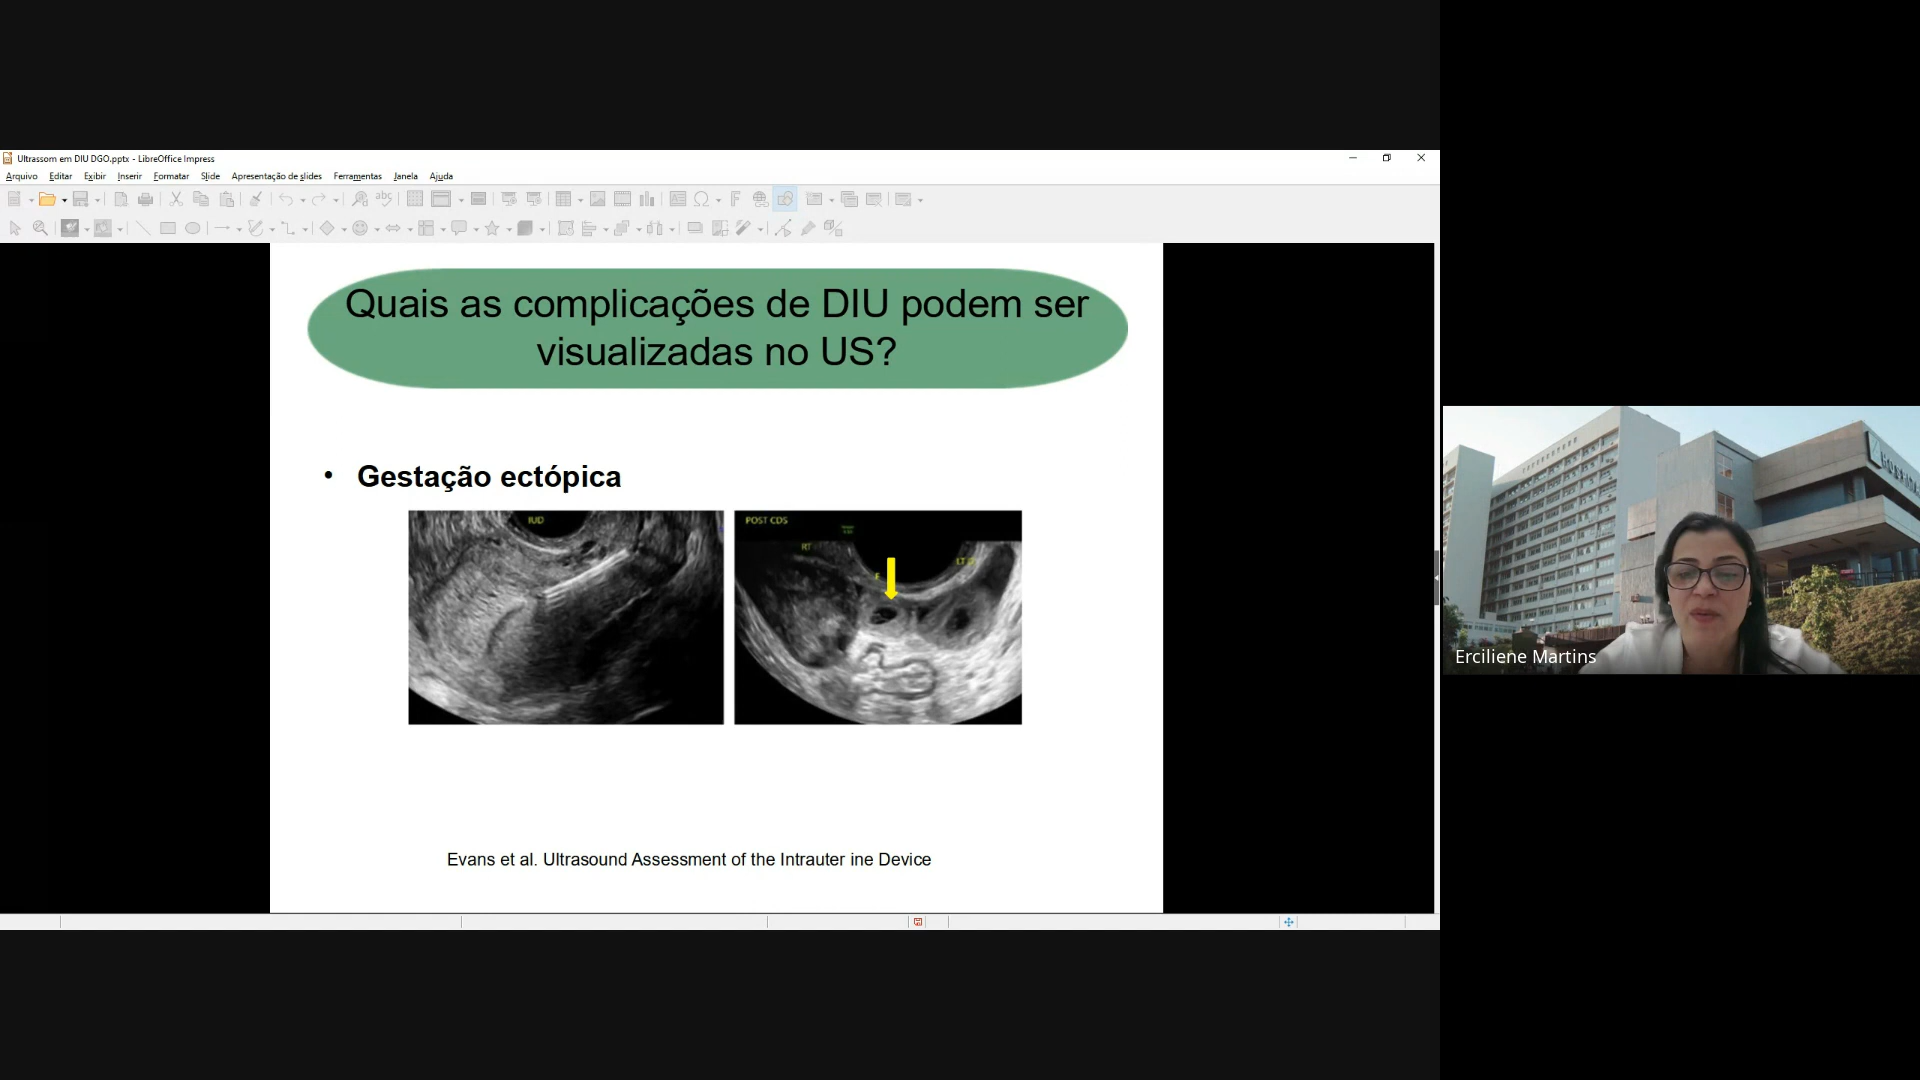 Ultrassom em DIU DGO.pptx - LibreOffice Impress
Arquivo Editar Exibir Inserir Formatar Slide Apresentação de slides Ferramentas Janela Ajuda
Quais as complicações de DIU podem ser
visualizadas no US?
• Gestação ectópica
IUD
POST CDS
RT
LT
F
Evans et al. Ultrasound Assessment of the Intrauter ine Device
HOSPITA
Erciliene Martins